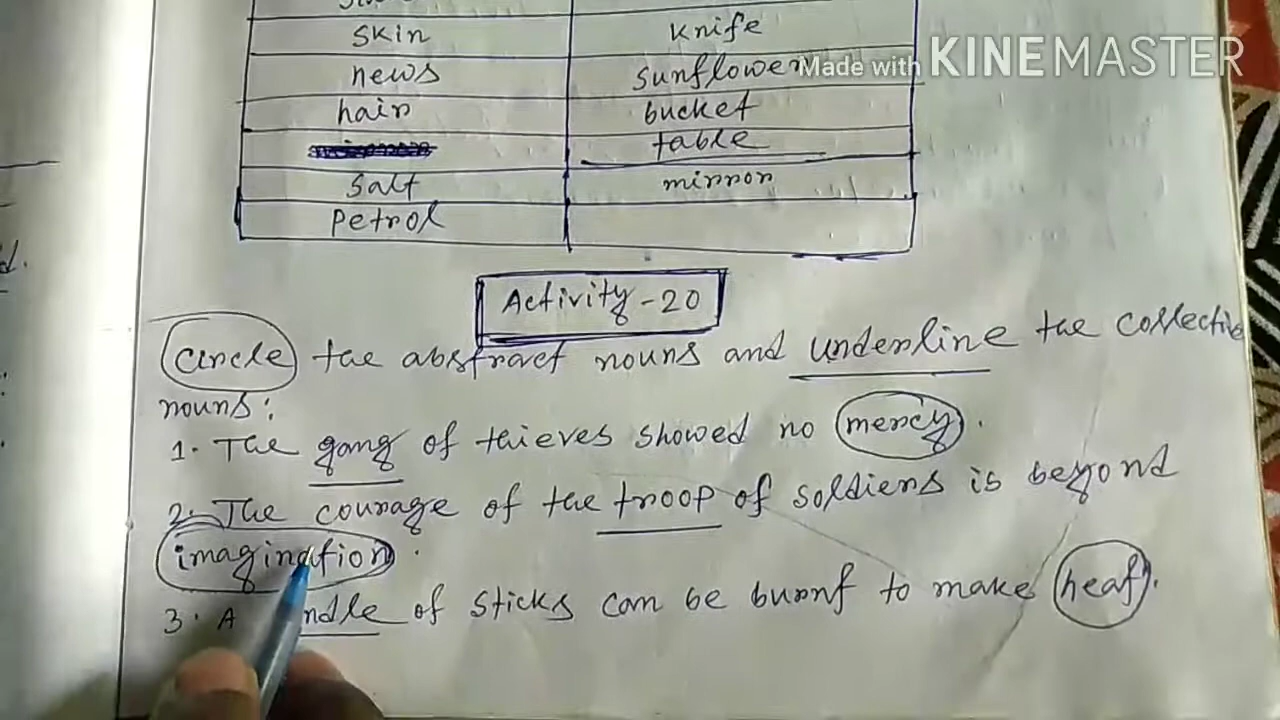 skin knife
news sunflower
hair bucket
table
salt mirror
Petrol
Made with KINEMASTER
Activity-20
circle the abstract nouns and underline the collective
nouns:
1. The gang of thieves showed no mercy.
2. The courage of the troop of soldiers is beyond
imagination.
3. A ndle of sticks can be burnt to make heat.
d.